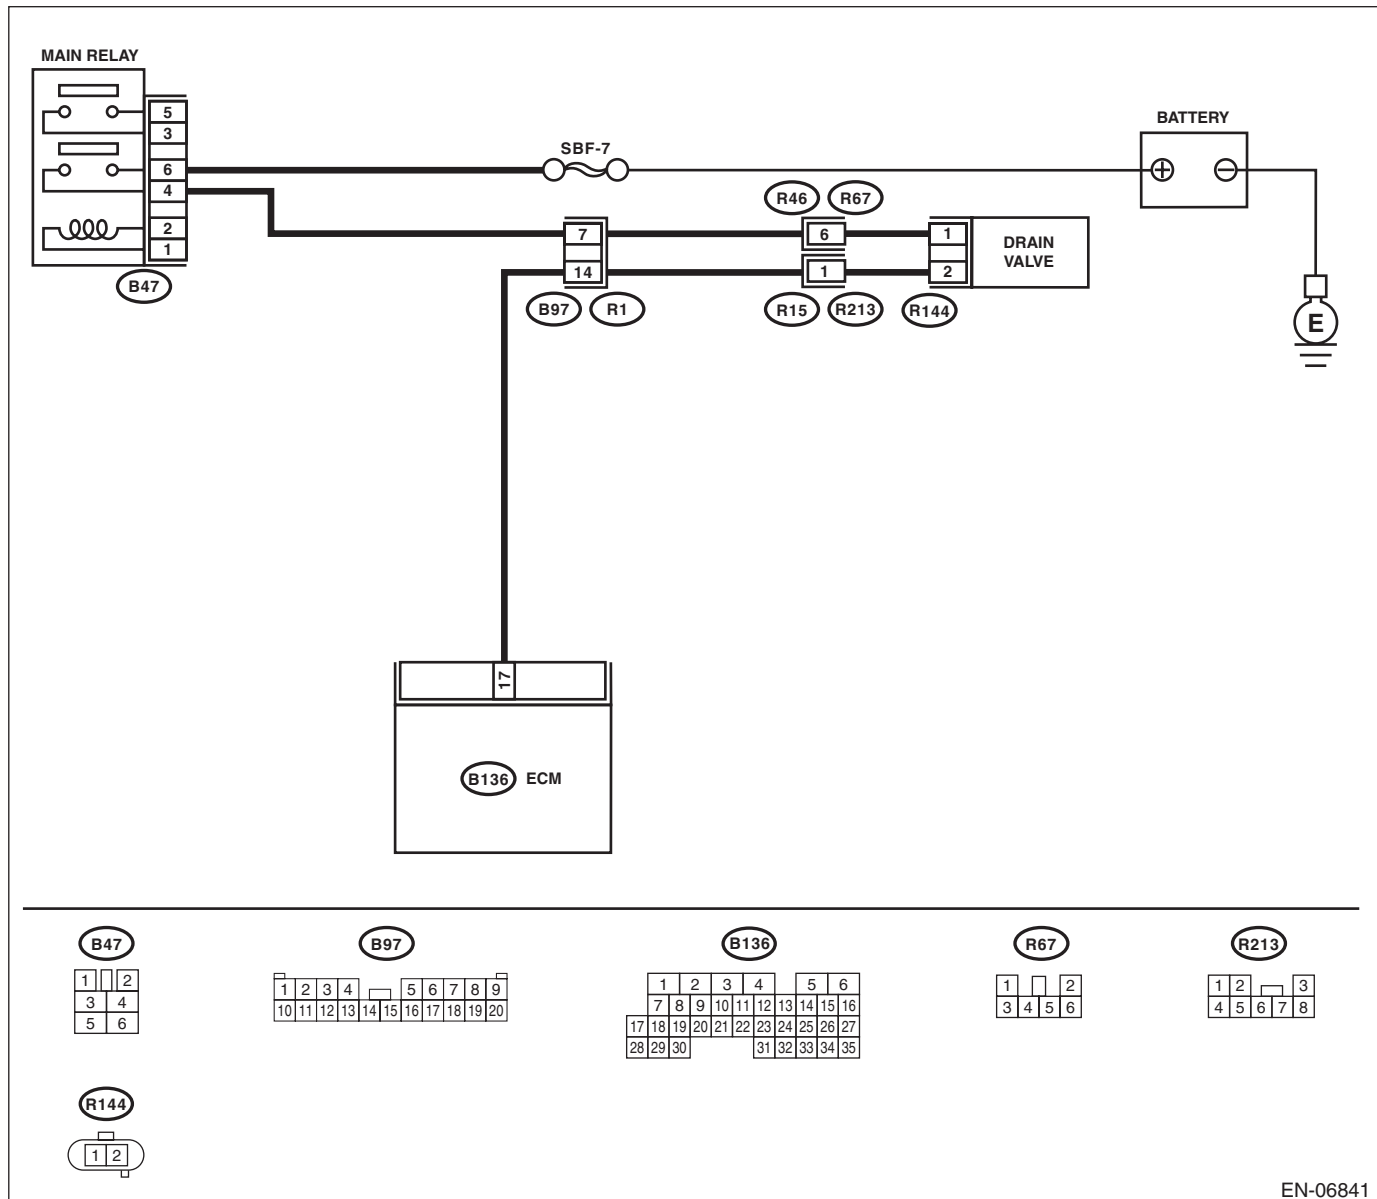 MAIN RELAY
5
3
6
4
2
1
B47
SBF-7
BATTERY
E
7
14
B97 R1
R46 R67
6
1
R15 R213
1
2
R144
DRAIN
VALVE
17
B136 ECM
B47
1 2
3 4
5 6
B97
1 2 3 4 5 6 7 8 9
10 11 12 13 14 15 16 17 18 19 20
B136
1 2 3 4 5 6
7 8 9 10 11 12 13 14 15 16
17 18 19 20 21 22 23 24 25 26 27
28 29 30 31 32 33 34 35
R67
1 2
3 4 5 6
R213
1 2 3
4 5 6 7 8
R144
1 2
EN-06841